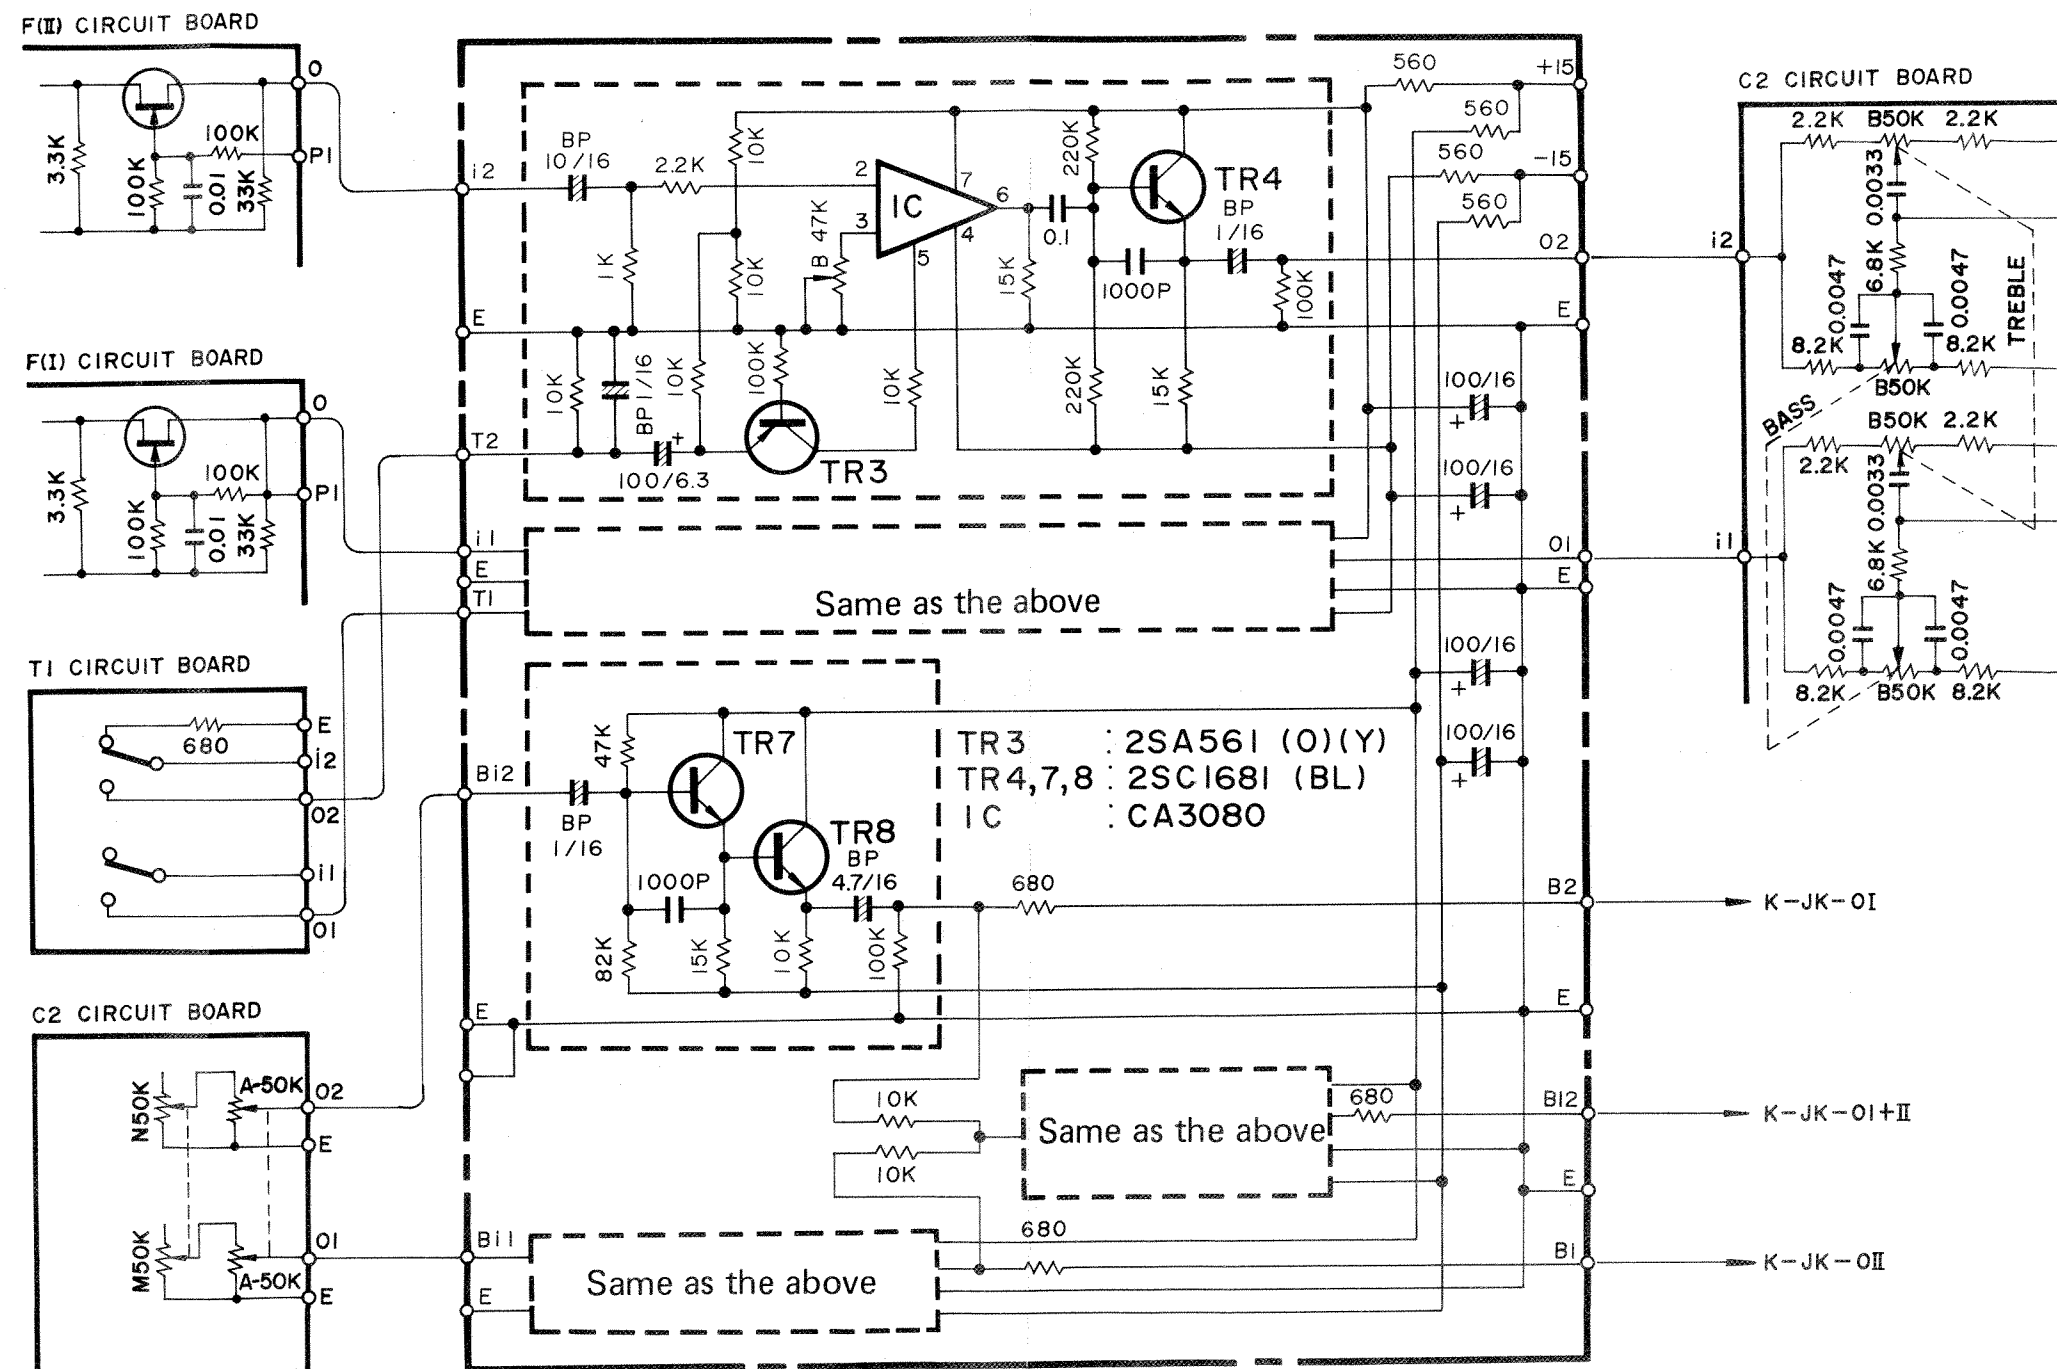 F(II) CIRCUIT BOARD
O
3.3K
100K
100K
0.01
33K
P1
F(I) CIRCUIT BOARD
O
3.3K
100K
100K
0.01
33K
P1
T1 CIRCUIT BOARD
E
680
i2
O2
i1
O1
C2 CIRCUIT BOARD
N50K
A-50K
O2
E
M50K
A-50K
O1
E
i2
BP
10/16
2.2K
1K
10K
10K
B 47K
2
3
IC
7
6
4
5
0.1
220K
TR4
BP
1/16
15K
1000P
100K
E
10K
BP 1/16
10K
100K
10K
220K
15K
T2
100/6.3
+
TR3
560
+15
560
560
-15
560
O2
E
100/16
+
100/16
+
i1
E
T1
Same as the above
O1
E
100/16
+
100/16
+
47K
TR7
Bi2
BP
1/16
TR8
BP
4.7/16
1000P
82K
15K
10K
100K
E
TR3 : 2SA561 (O)(Y)
TR4,7,8 : 2SC1681 (BL)
IC : CA3080
680
B2
K-JK-OI
E
10K
10K
Same as the above
680
B12
K-JK-OI+II
E
Bi1
E
Same as the above
680
B1
K-JK-OII
C2 CIRCUIT BOARD
2.2K
B50K
2.2K
0.0033
i2
6.8K
0.0047
0.0047
TREBLE
8.2K
8.2K
B50K
BASS
B50K
2.2K
2.2K
0.0033
i1
6.8K
0.0047
0.0047
8.2K
B50K
8.2K